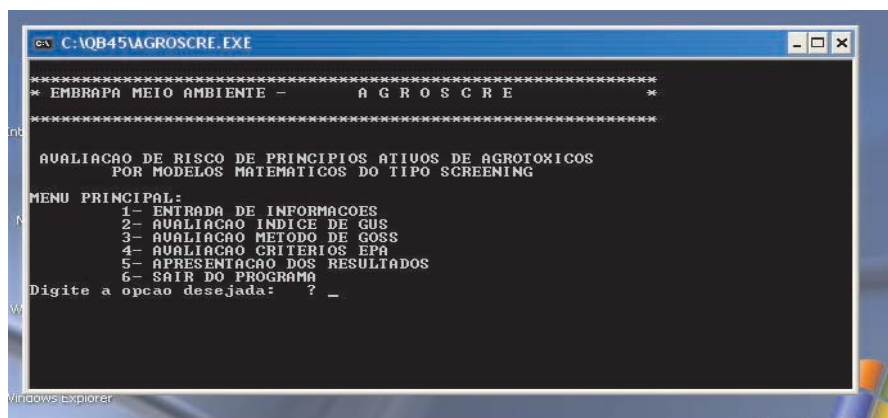 C:\QB45\AGROSCRE.EXE
************************************************************************
* EMBRAPA MEIO AMBIENTE - A G R O S C R E *
************************************************************************
AVALIACAO DE RISCO DE PRINCIPIOS ATIVOS DE AGROTOXICOS
POR MODELOS MATEMATICOS DO TIPO SCREENING
MENU PRINCIPAL:
1- ENTRADA DE INFORMACOES
2- AVALIACAO INDICE DE GUS
3- AVALIACAO METODO DE GOSS
4- AVALIACAO CRITERIOS EPA
5- APRESENTACAO DOS RESULTADOS
6- SAIR DO PROGRAMA
Digite a opcao desejada: ? _
Windows Explorer